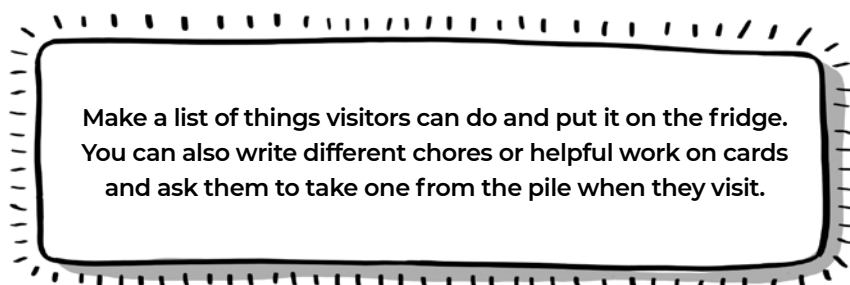 Make a list of things visitors can do and put it on the fridge.
You can also write different chores or helpful work on cards
and ask them to take one from the pile when they visit.